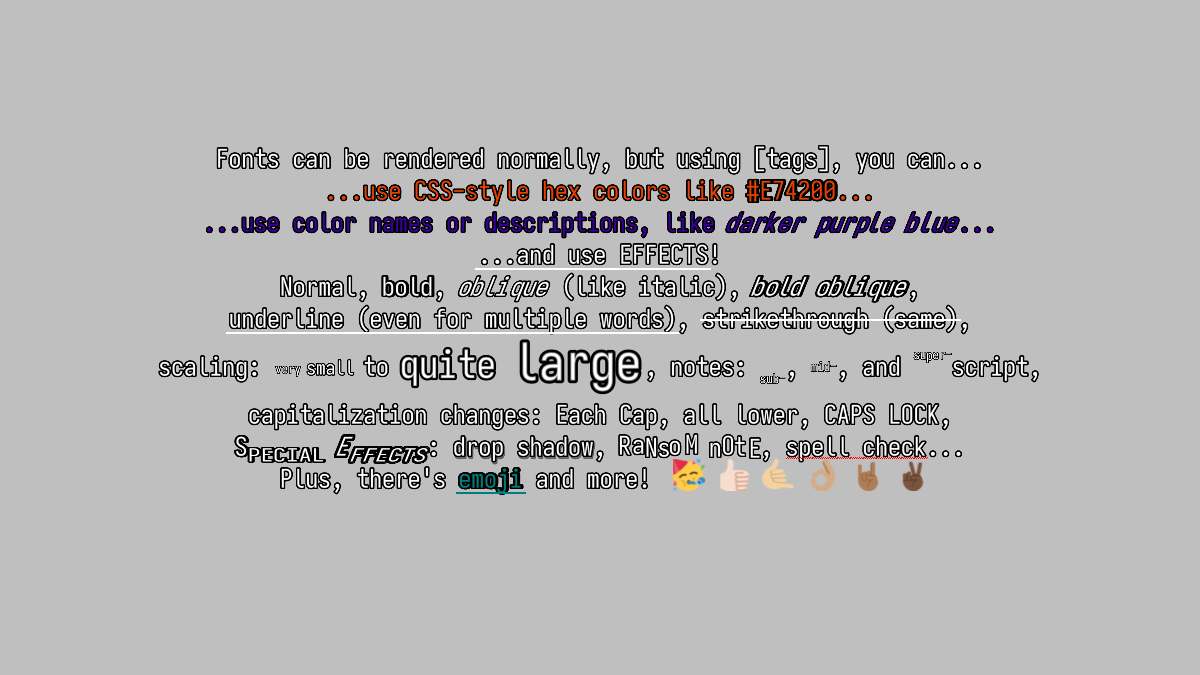 Fonts can be rendered normally, but using [tags], you can...
...use CSS-style hex colors like #E74200...
...use color names or descriptions, like darker purple blue...
...and use EFFECTS!
Normal, bold, oblique (like italic), bold oblique,
underline (even for multiple words), strikethrough (same),
scaling: very small to quite large, notes: sub-, mid-, and super-script,
capitalization changes: Each Cap, all lower, CAPS LOCK,
SPECIAL EFFECTS: drop shadow, RaNsoM nOtE, spell check...
Plus, there's emoji and more! 🥳 👍🏻 🤙🏼 👌🏽 🤘🏾 ✌🏿